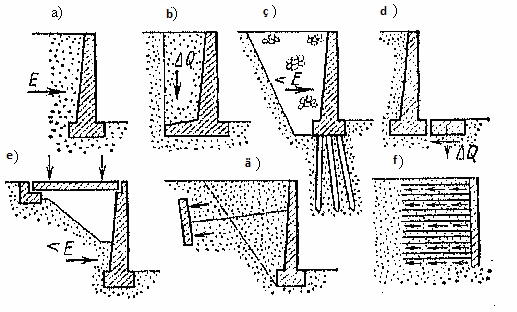 a) b) ç) d)
E ΔQ < E ΔQ
e) ä) f)
< E